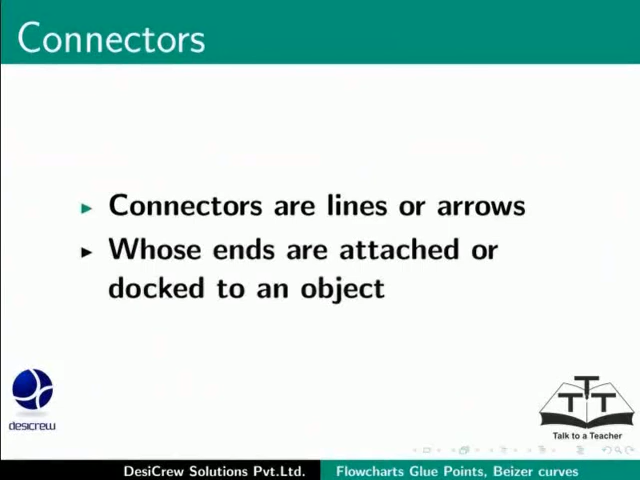 Connectors
Connectors are lines or arrows
Whose ends are attached or
docked to an object
desicrew
TTT
Talk to a Teacher
DesiCrew Solutions Pvt.Ltd.
Flowcharts Glue Points, Beizer curves